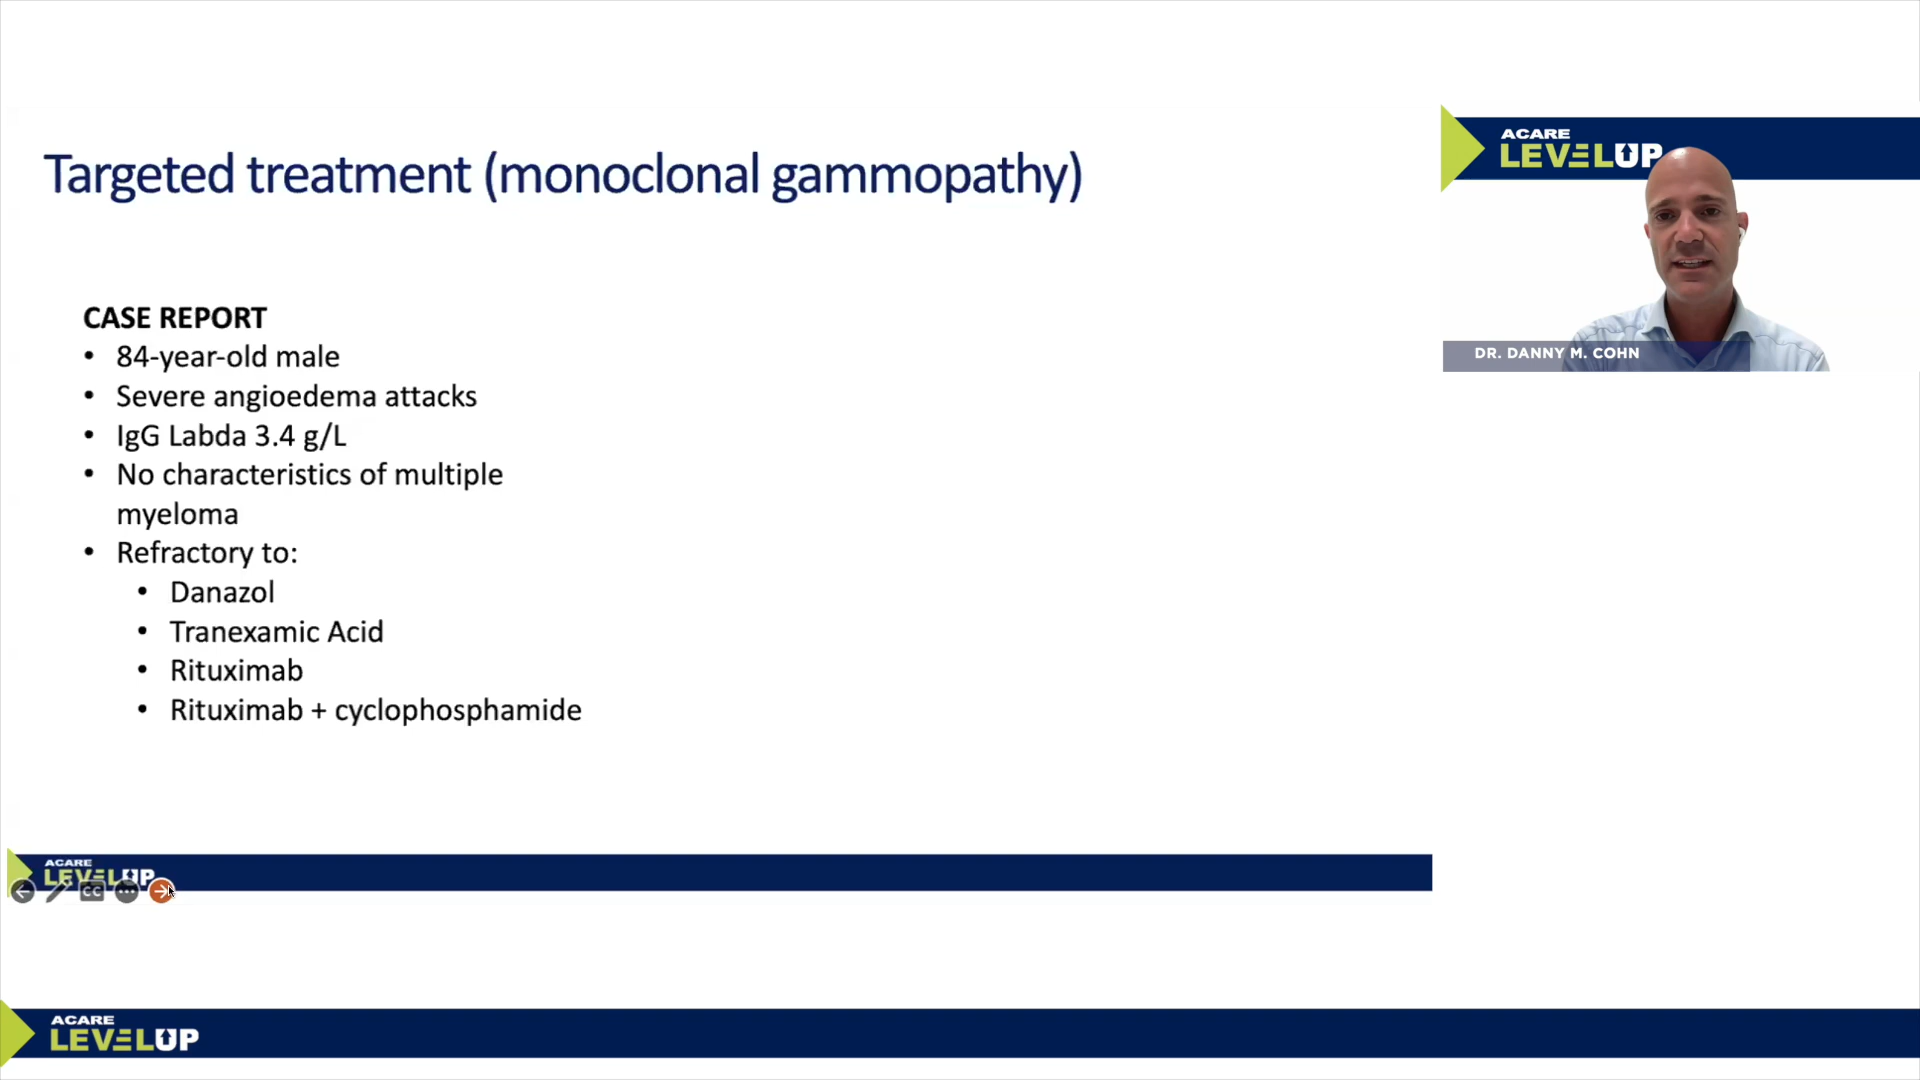 Targeted treatment (monoclonal gammopathy)
ACARE
LEVELUP
DR. DANNY M. COHN
CASE REPORT
• 84-year-old male
• Severe angioedema attacks
• IgG Labda 3.4 g/L
• No characteristics of multiple
myeloma
• Refractory to:
• Danazol
• Tranexamic Acid
• Rituximab
• Rituximab + cyclophosphamide
ACARE
LEVELUP
CC
ACARE
LEVELUP